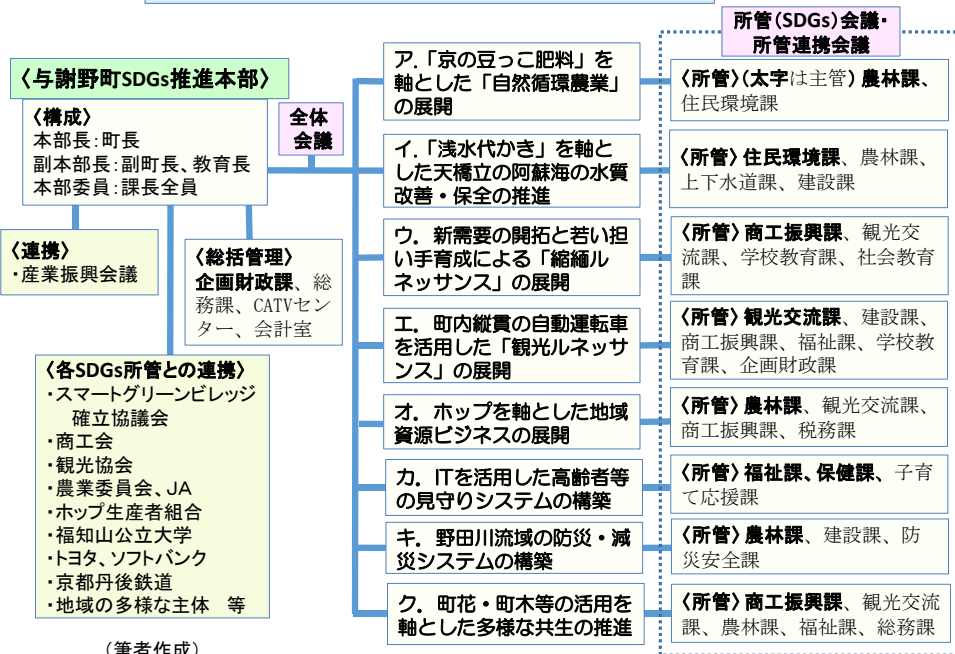 〈与謝野町SDGs推進本部〉
〈構成〉
本部長：町長
副本部長：副町長、教育長
本部委員：課長全員
全体
会議
〈連携〉
・産業振興会議
〈総括管理〉
企画財政課、総
務課、CATVセン
ター、会計室
〈各SDGs所管との連携〉
・スマートグリーンビレッジ
確立協議会
・商工会
・観光協会
・農業委員会、JA
・ホップ生産者組合
・福知山公立大学
・トヨタ、ソフトバンク
・京都丹後鉄道
・地域の多様な主体　等
（筆者作成）
ア．「京の豆っこ肥料」を
軸とした「自然循環農業」
の展開
イ．「浅水代かき」を軸と
した天橋立の阿蘇海の水質
改善・保全の推進
ウ．新需要の開拓と若い担
い手育成による「縮緬ル
ネッサンス」の展開
エ．町内縦貫の自動運転車
を活用した「観光ルネッサ
ンス」の展開
オ．ホップを軸とした地域
資源ビジネスの展開
カ．ITを活用した高齢者等
の見守りシステムの構築
キ．野田川流域の防災・減
災システムの構築
ク．町花・町木等の活用を
軸とした多様な共生の推進
所管（SDGs）会議・
所管連携会議
〈所管〉（太字は主管）農林課、
住民環境課
〈所管〉住民環境課、農林課、
上下水道課、建設課
〈所管〉商工振興課、観光交
流課、学校教育課、社会教育
課
〈所管〉観光交流課、建設課、
商工振興課、福祉課、学校教
育課、企画財政課
〈所管〉農林課、観光交流課、
商工振興課、税務課
〈所管〉福祉課、保健課、子育
て応援課
〈所管〉農林課、建設課、防
災安全課
〈所管〉商工振興課、観光交流
課、農林課、福祉課、総務課